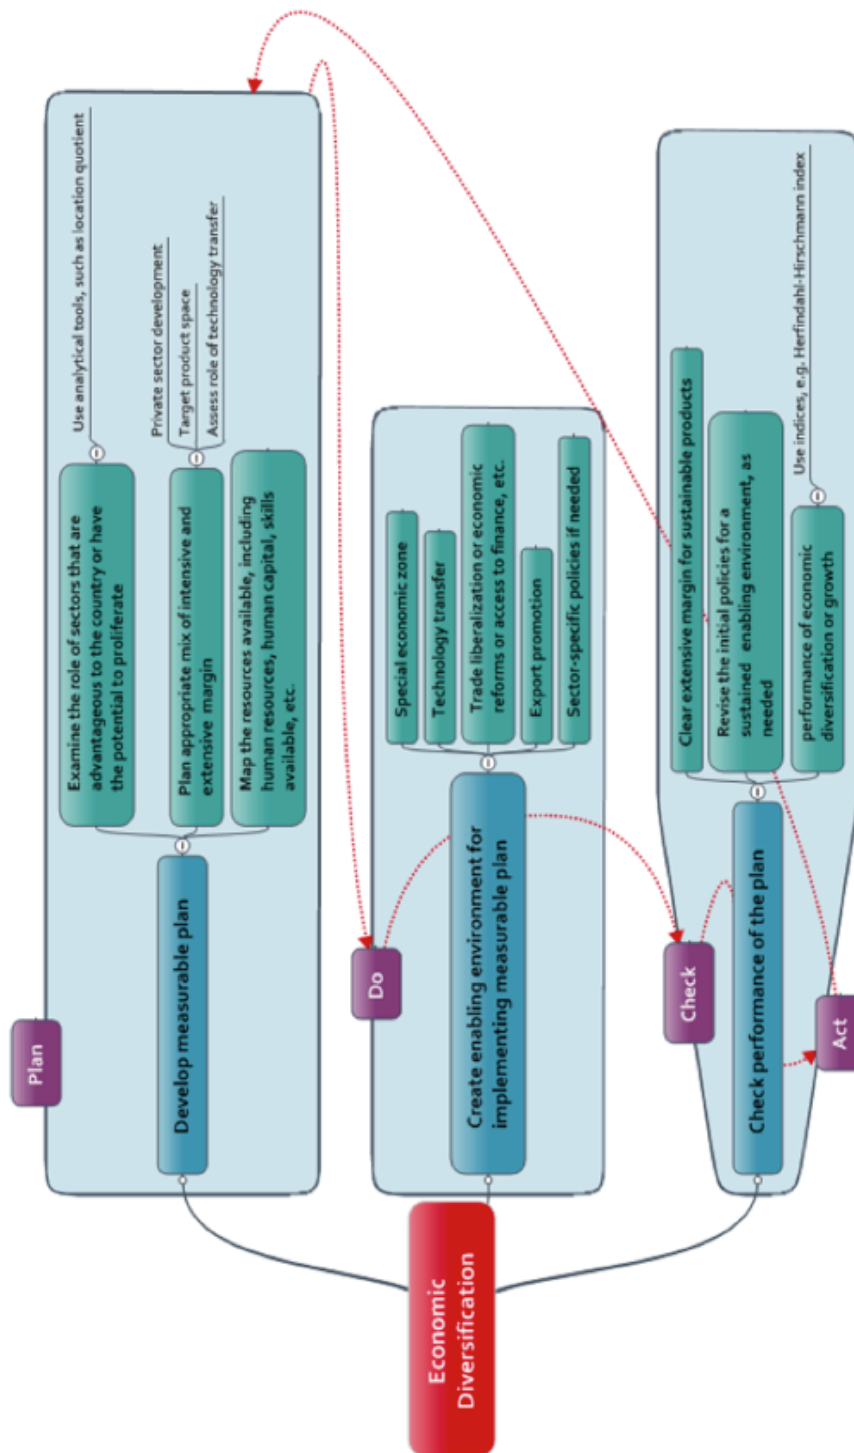 Economic
Diversification
Plan
Develop measurable plan
Examine the role of sectors that are
advantageous to the country or have
the potential to proliferate
Use analytical tools, such as location quotient
Plan appropriate mix of intensive and
extensive margin
Private sector development
Target product space
Assess role of technology transfer
Map the resources available, including
human resources, human capital, skills
available, etc.
Do
Create enabling environment for
implementing measurable plan
Special economic zone
Technology transfer
Trade liberalization or economic
reforms or access to finance, etc.
Export promotion
Sector-specific policies if needed
Check
Check performance of the plan
Clear extensive margin for sustainable products
Revise the initial policies for a
sustained enabling environment, as
needed
performance of economic
diversification or growth
Use indices, e.g. Herfindahl-Hirschmann index
Act